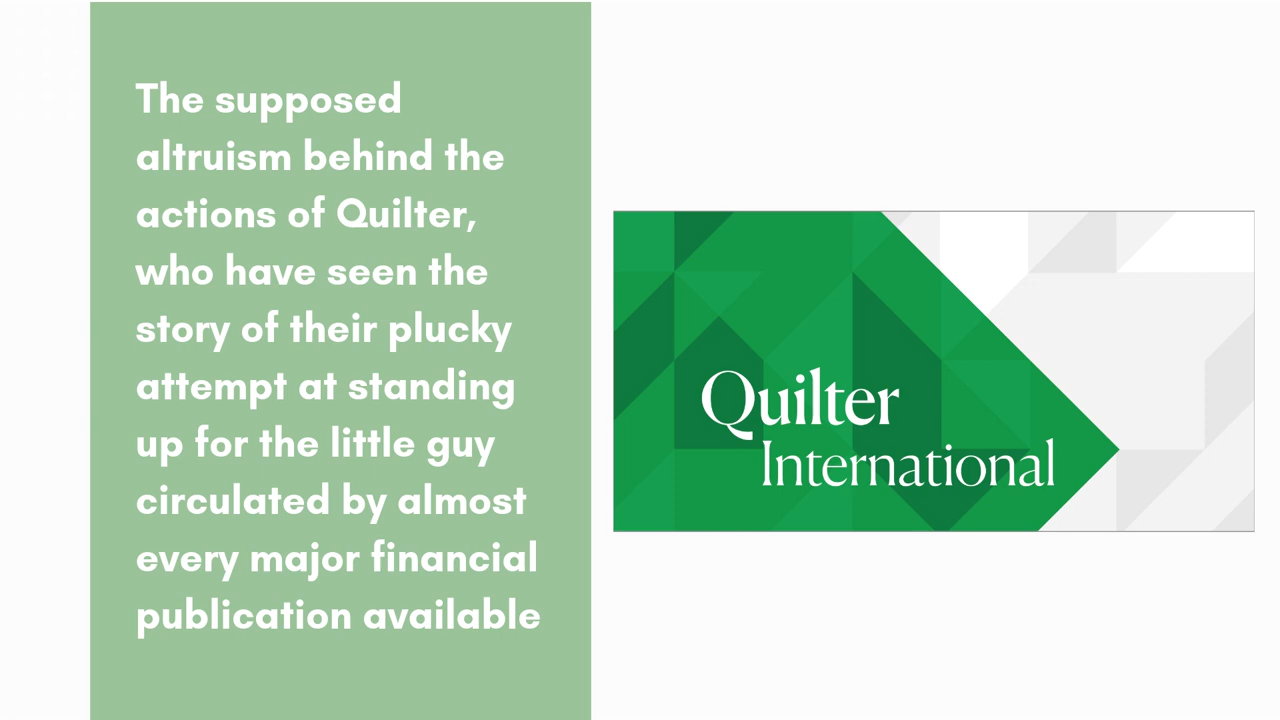 The supposed
altruism behind the
actions of Quilter,
who have seen the
story of their plucky
attempt at standing
up for the little guy
circulated by almost
every major financial
publication available
Quilter
International